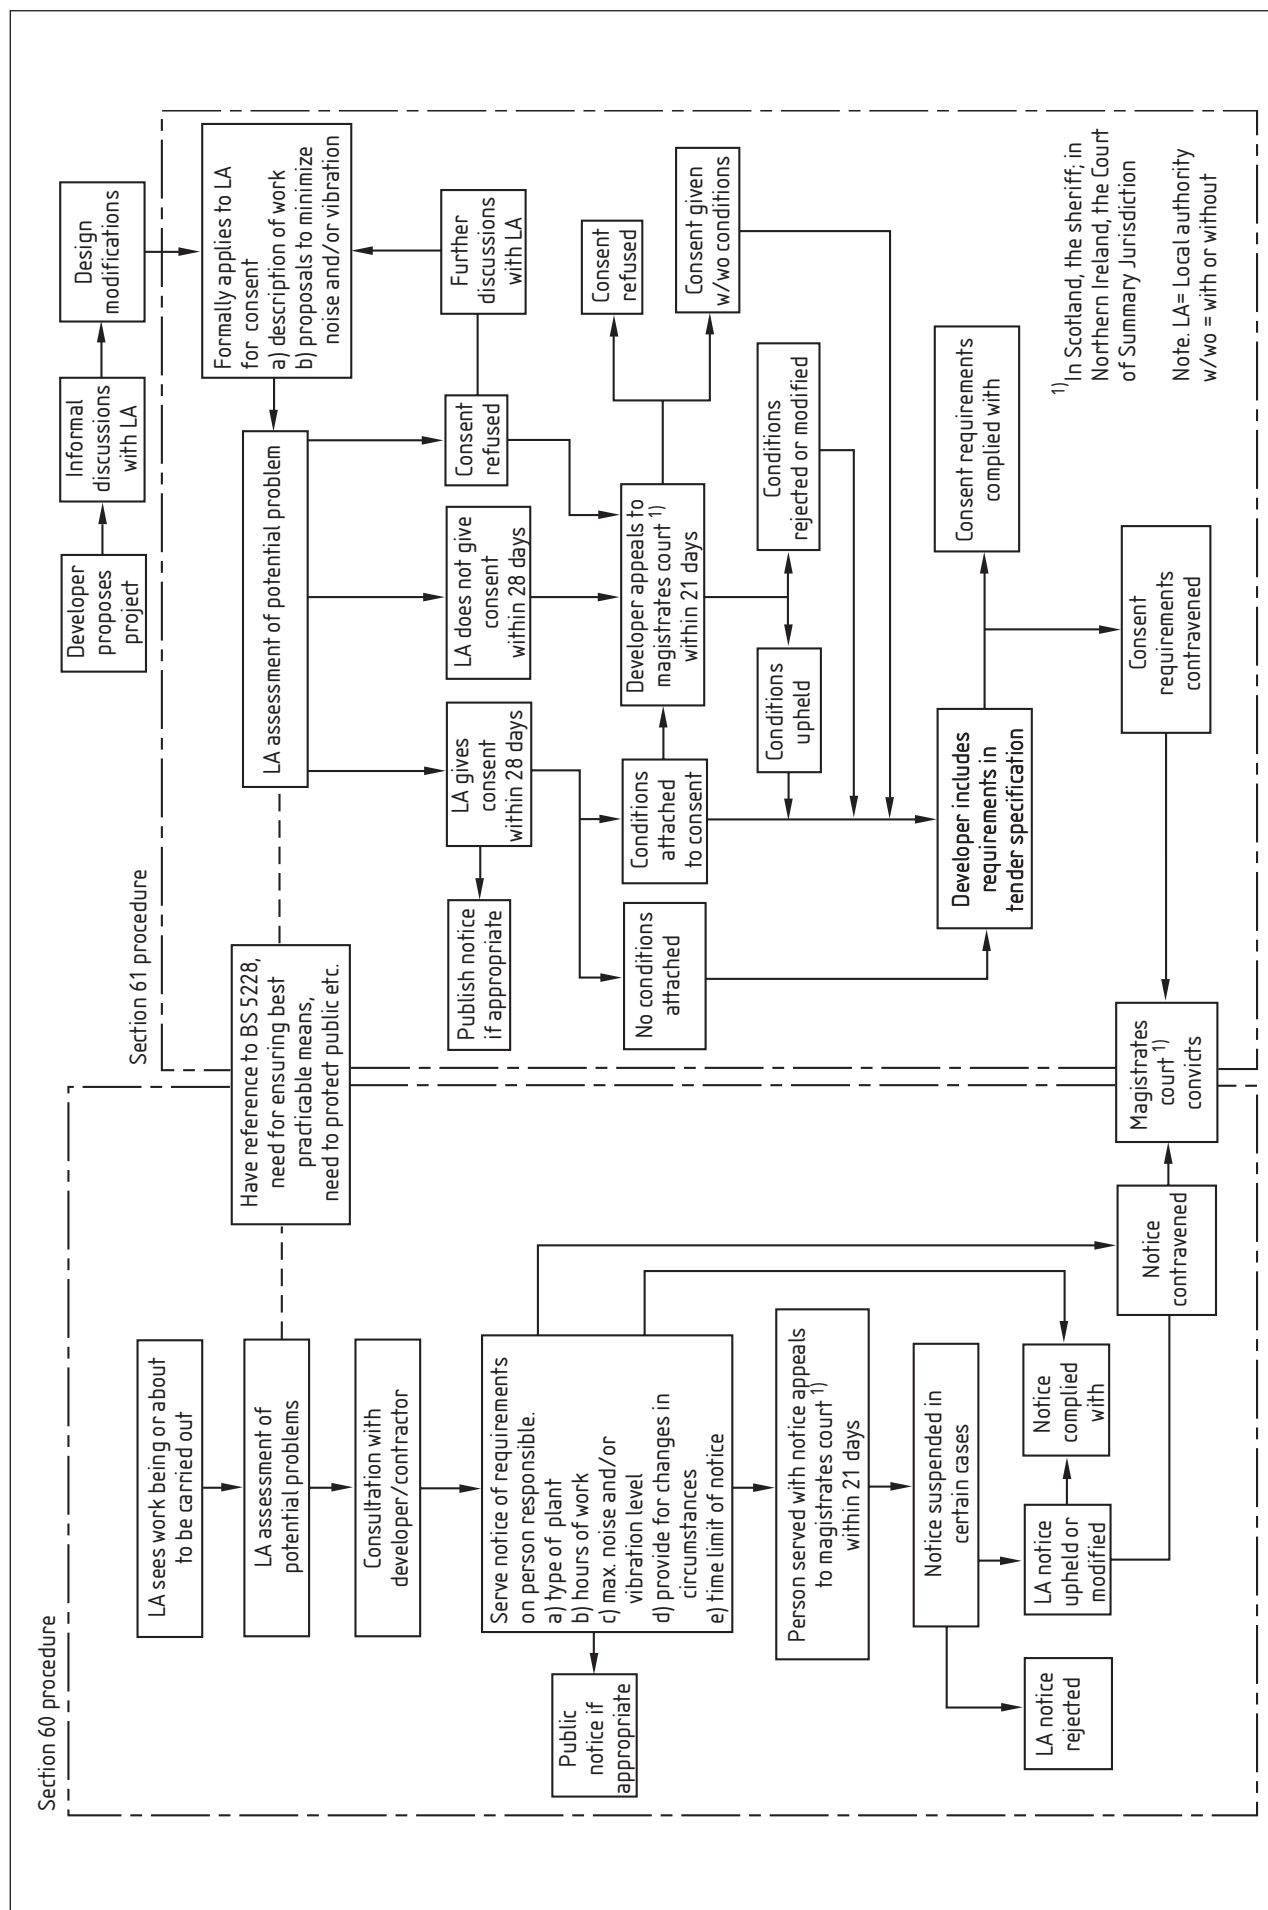 Section 60 procedure
LA sees work being or about
to be carried out
LA assessment of
potential problems
Consultation with
developer/contractor
Serve notice of requirements
on person responsible.
a) type of plant
b) hours of work
c) max. noise and/or
vibration level
d) provide for changes in
circumstances
e) time limit of notice
Public
notice if
appropriate
Person served with notice appeals
to magistrates court 1)
within 21 days
Notice suspended in
certain cases
LA notice
rejected
LA notice
upheld or
modified
Notice
complied
with
Notice
contravened
Have reference to BS 5228,
need for ensuring best
practicable means,
need to protect public etc.
Magistrates
court 1)
convicts
Section 61 procedure
Developer
proposes
project
Informal
discussions
with LA
Design
modifications
Formally applies to LA
for consent
a) description of work
b) proposals to minimize
noise and/or vibration
LA assessment of potential problem
LA gives
consent
within 28 days
LA does not give
consent
within 28 days
Consent
refused
Further
discussions
with LA
Publish notice
if appropriate
No conditions
attached
Conditions
attached
to consent
Developer appeals to
magistrates court 1)
within 21 days
Consent
refused
Consent given
w/wo conditions
Conditions
upheld
Conditions
rejected or modified
Developer includes
requirements in
tender specification
Consent requirements
complied with
Consent
requirements
contravened
1) In Scotland, the sheriff; in
Northern Ireland, the Court
of Summary Jurisdiction
Note. LA= Local authority
w/wo = with or without